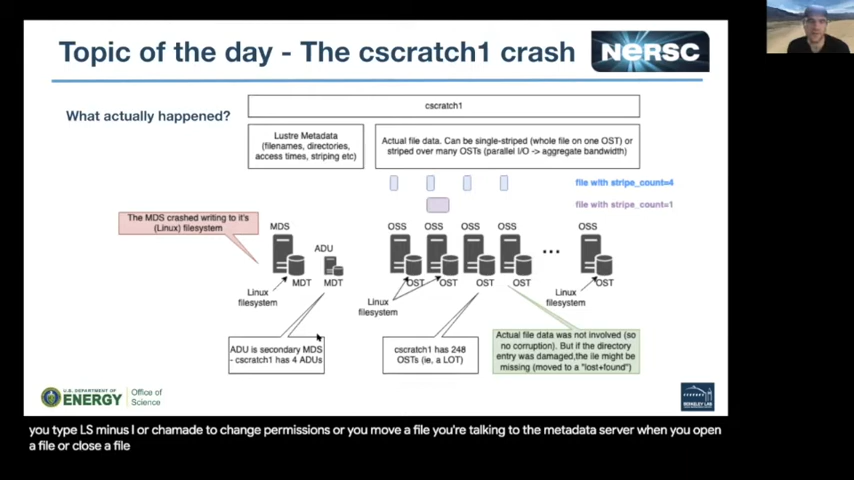 Topic of the day - The cscratch1 crash
NERSC
What actually happened?
cscratch1
Lustre Metadata
(filenames, directories,
access times, striping etc)
Actual file data. Can be single-striped (whole file on one OST) or
striped over many OSTs (parallel I/O -> aggregate bandwidth)
file with stripe_count=4
file with stripe_count=1
The MDS crashed writing to it's
(Linux) filesystem
MDS
ADU
OSS
OSS
OSS
OSS
OSS
...
MDT
MDT
OST
OST
OST
OST
OST
Linux
filesystem
Linux
filesystem
Linux
filesystem
ADU is secondary MDS
- cscratch1 has 4 ADUs
cscratch1 has 248
OSTs (ie, a LOT)
Actual file data was not involved (so
no corruption). But if the directory
entry was damaged,the ile might be
missing (moved to a "lost+found")
U.S. DEPARTMENT OF
ENERGY
Office of
Science
BERKELEY LAB
you type LS minus l or chamade to change permissions or you move a file you're talking to the metadata server when you open
a file or close a file